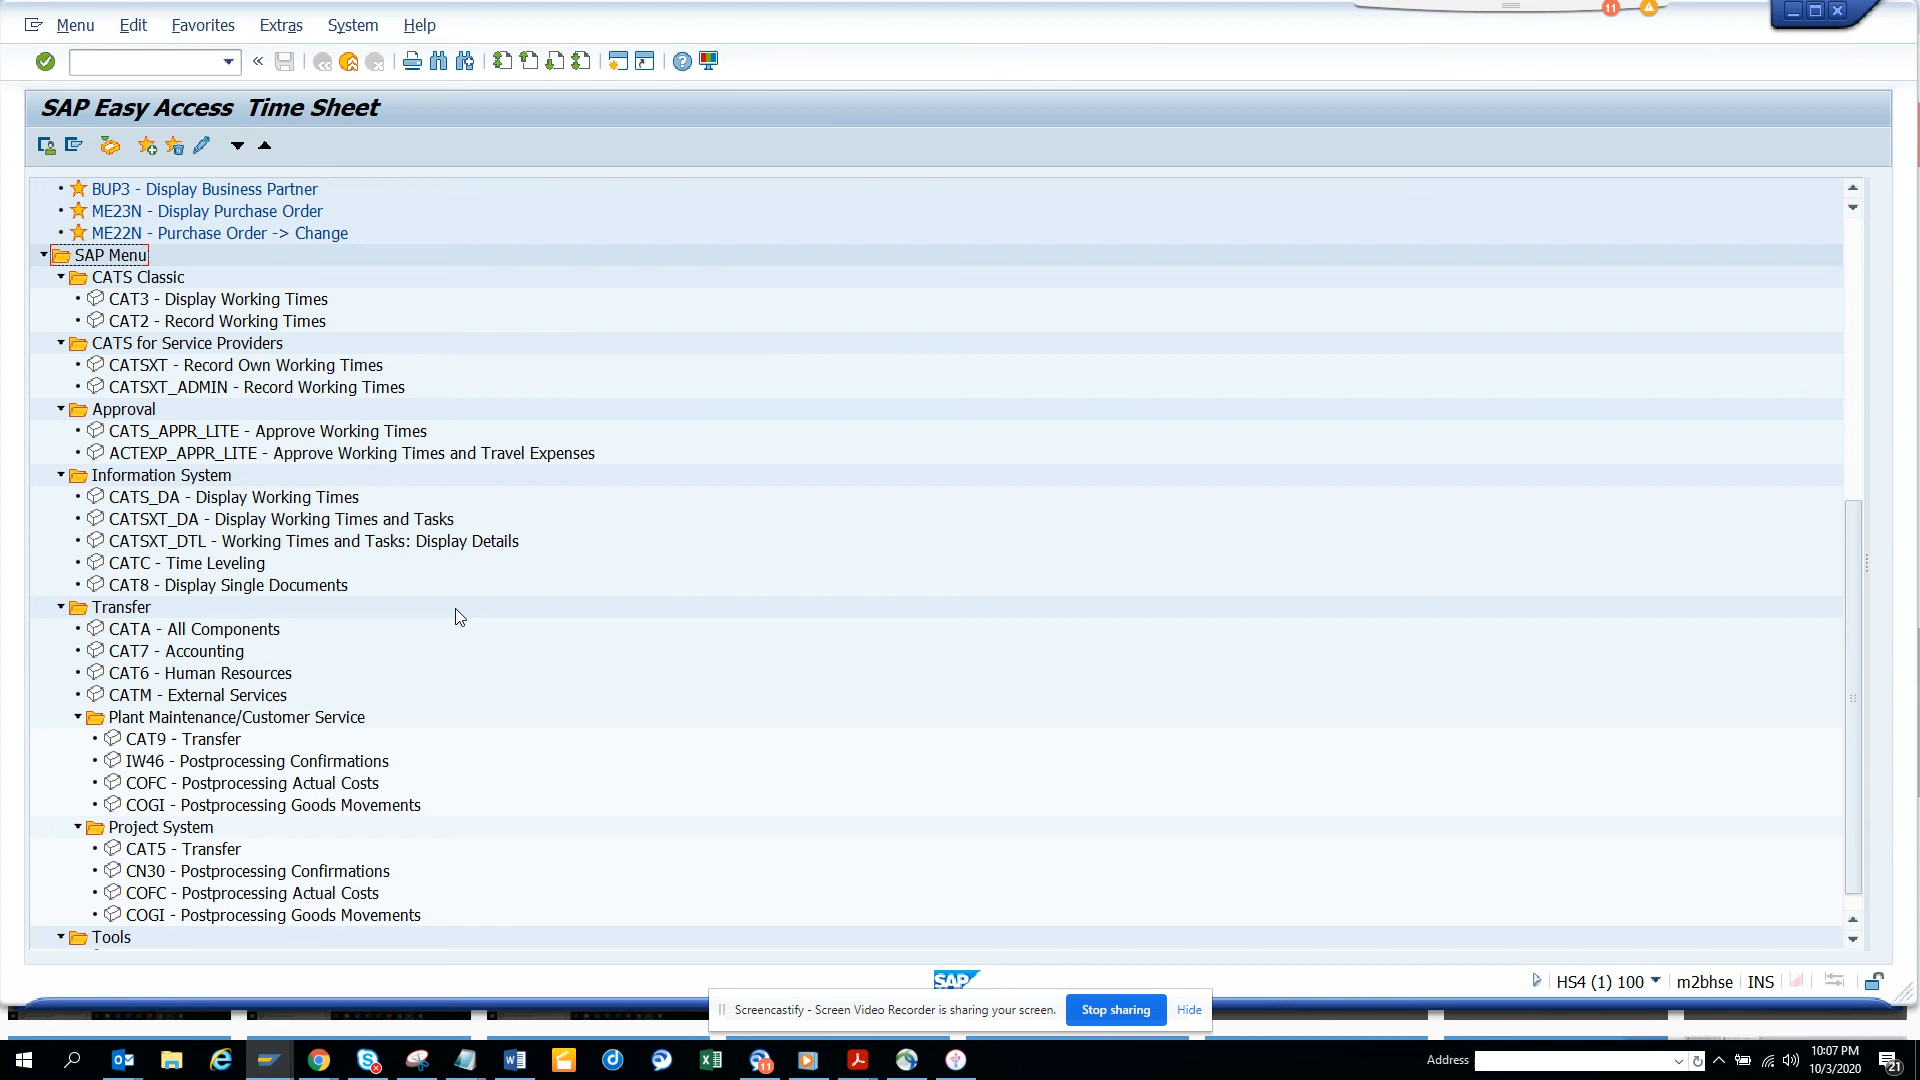 11
Menu Edit Favorites Extras System Help
SAP Easy Access Time Sheet
BUP3 - Display Business Partner
ME23N - Display Purchase Order
ME22N - Purchase Order -> Change
SAP Menu
CATS Classic
CAT3 - Display Working Times
CAT2 - Record Working Times
CATS for Service Providers
CATSXT - Record Own Working Times
CATSXT_ADMIN - Record Working Times
Approval
CATS_APPR_LITE - Approve Working Times
ACTEXP_APPR_LITE - Approve Working Times and Travel Expenses
Information System
CATS_DA - Display Working Times
CATSXT_DA - Display Working Times and Tasks
CATSXT_DTL - Working Times and Tasks: Display Details
CATC - Time Leveling
CAT8 - Display Single Documents
Transfer
CATA - All Components
CAT7 - Accounting
CAT6 - Human Resources
CATM - External Services
Plant Maintenance/Customer Service
CAT9 - Transfer
IW46 - Postprocessing Confirmations
COFC - Postprocessing Actual Costs
COGI - Postprocessing Goods Movements
Project System
CAT5 - Transfer
CN30 - Postprocessing Confirmations
COFC - Postprocessing Actual Costs
COGI - Postprocessing Goods Movements
Tools
SAP
HS4 (1) 100 m2bhse INS
Screencastify - Screen Video Recorder is sharing your screen. Stop sharing Hide
11
Address
10:07 PM
10/3/2020
21